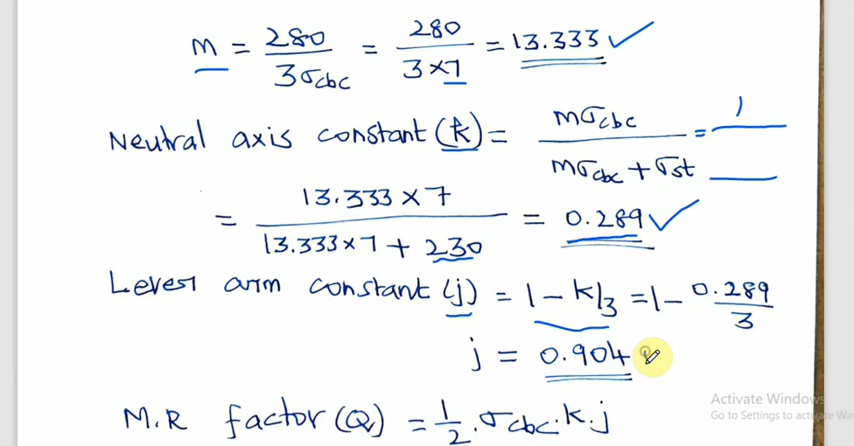 m = 280/3σcbc = 280/3×7 = 13.333 ✓
Neutral axis constant (k) = mσcbc/mσcbc + σst = 1/
= 13.333×7/13.333×7 + 230 = 0.289 ✓
Lever arm constant (j) = 1 - k/3 = 1 - 0.289/3
j = 0.904
Activate Windows
Go to Settings to activate Win
M.R factor (Q) = 1/2 . σcbc . k . j